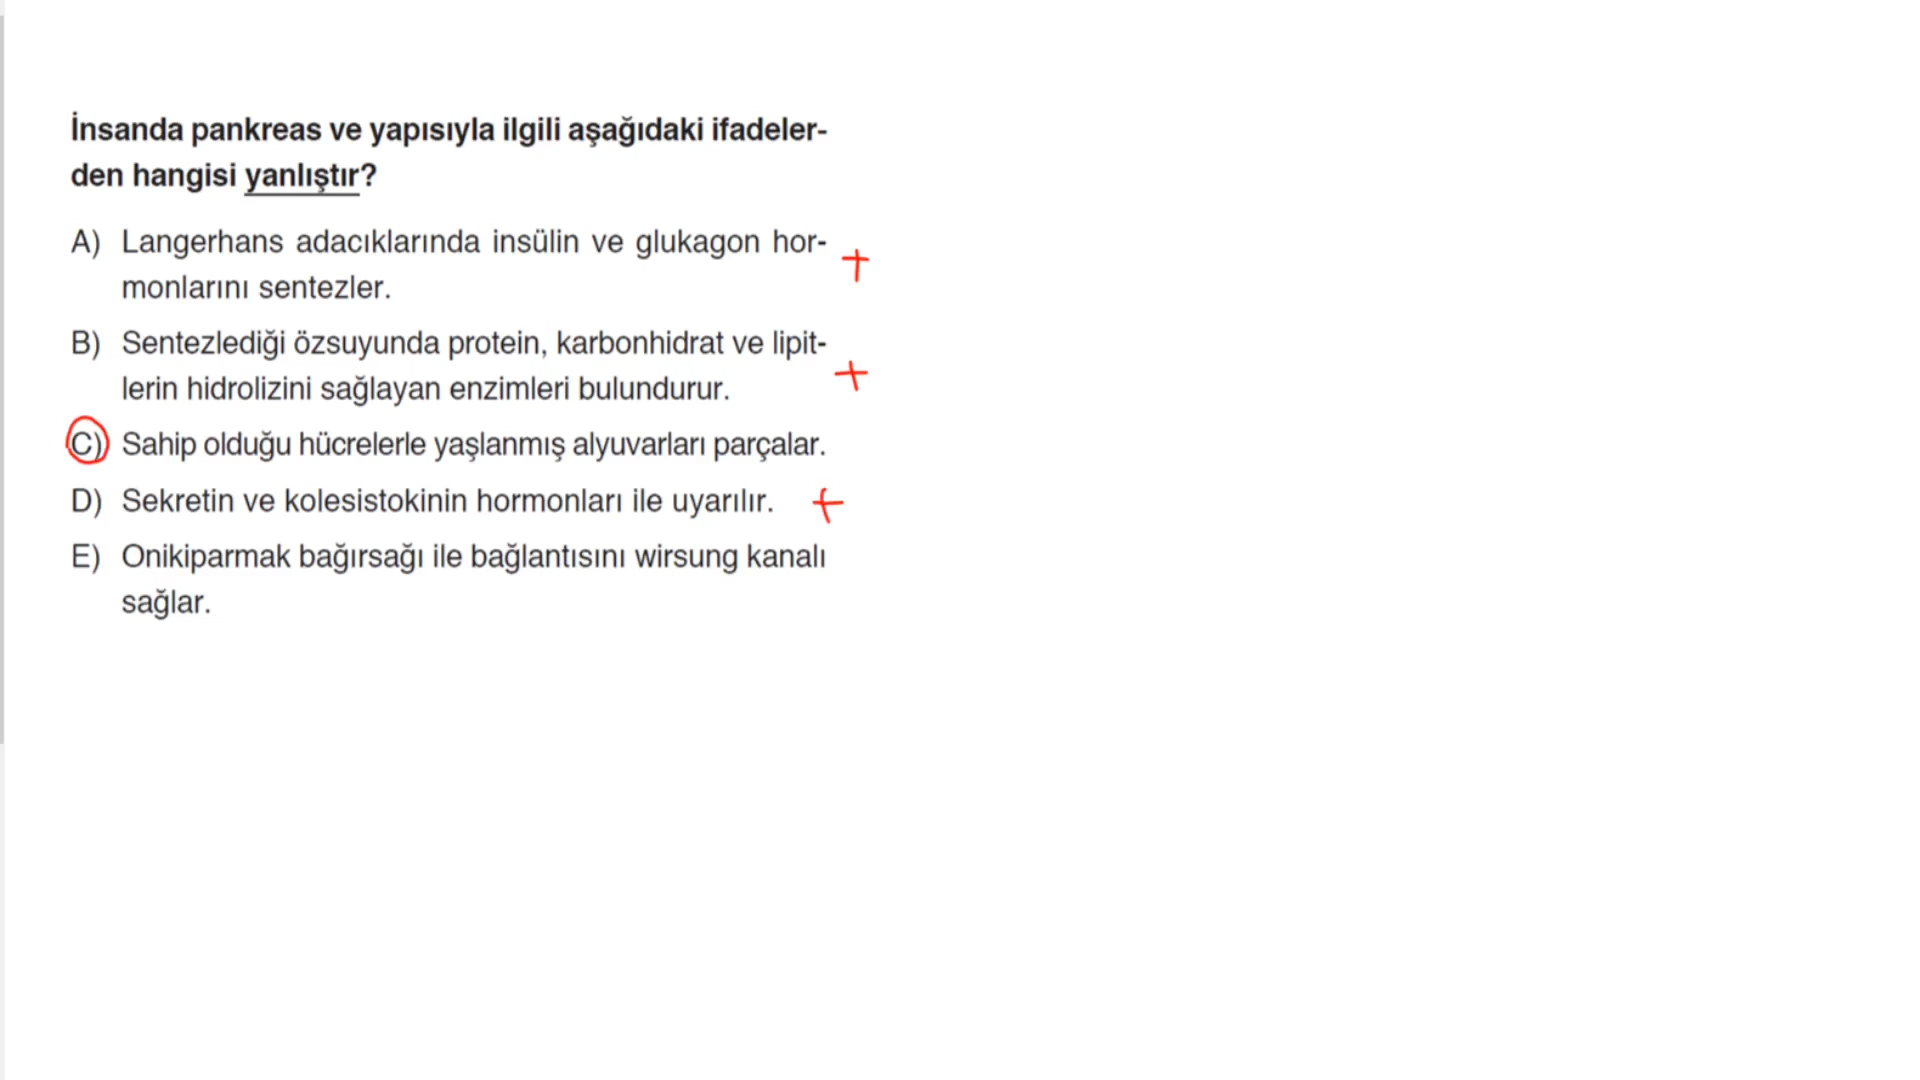 İnsanda pankreas ve yapısıyla ilgili aşağıdaki ifadeler-
den hangisi yanlıştır?
A) Langerhans adacıklarında insülin ve glukagon hor-
monlarını sentezler.
B) Sentezlediği özsuyunda protein, karbonhidrat ve lipit-
lerin hidrolizini sağlayan enzimleri bulundurur.
C) Sahip olduğu hücrelerle yaşlanmış alyuvarları parçalar.
D) Sekretin ve kolesistokinin hormonları ile uyarılır.
E) Onikiparmak bağırsağı ile bağlantısını wirsung kanalı
sağlar.